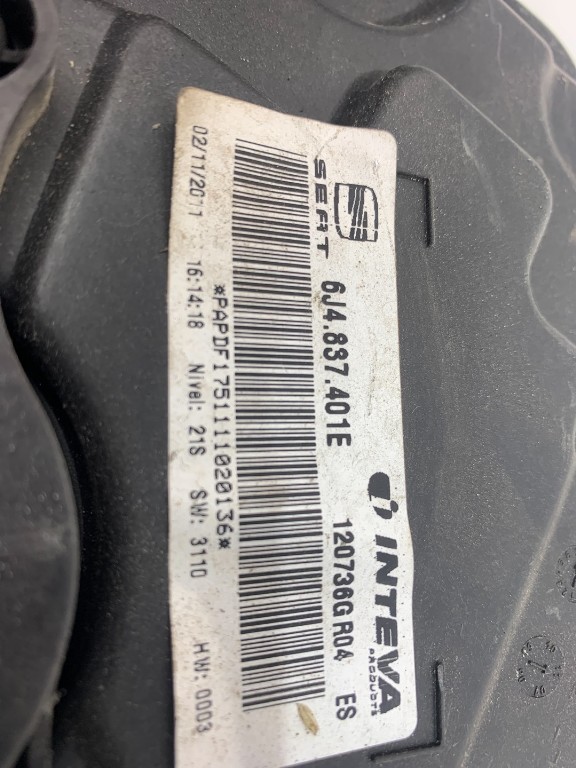 SEAT
INTEVA
PRODUCTS
6J4.837.401E
120736G R04 ES
*PAPDF1751111020136*
02/11/2011 16:14:18 Nivel: 21S SW: 3110 HW: 0003